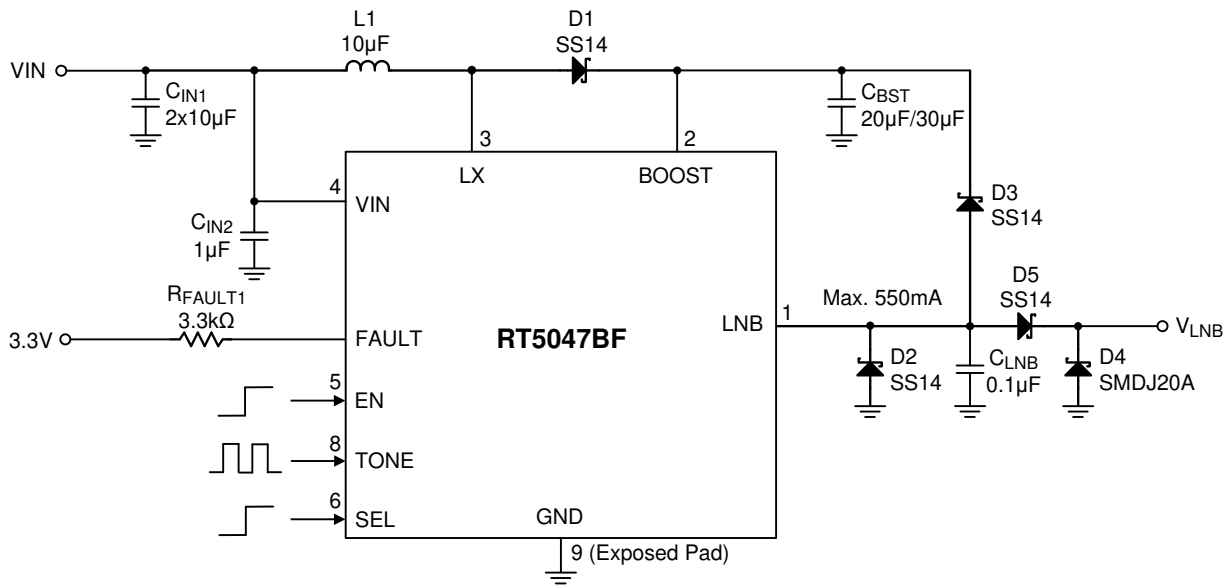 L1
10µF
D1
SS14
VIN
CIN1
2x10µF
CBST
20µF/30µF
3
2
LX
BOOST
4
VIN
CIN2
1µF
D3
SS14
RFAULT1
3.3kΩ
3.3V
FAULT
RT5047BF
LNB
1
Max. 550mA
D5
SS14
VLNB
D2
SS14
CLNB
0.1µF
D4
SMDJ20A
5
EN
8
TONE
6
SEL
GND
9 (Exposed Pad)